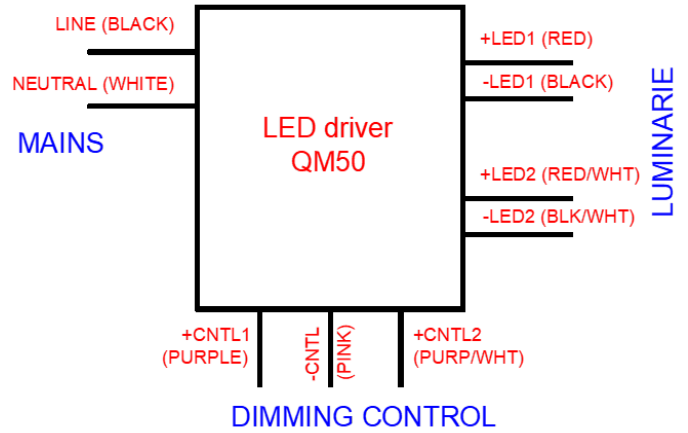 LINE (BLACK)
NEUTRAL (WHITE)
MAINS
LED driver
QM50
+LED1 (RED)
-LED1 (BLACK)
+LED2 (RED/WHT)
-LED2 (BLK/WHT)
LUMINARIE
+CNTL1
(PURPLE)
-CNTL
(PINK)
+CNTL2
(PURP/WHT)
DIMMING CONTROL